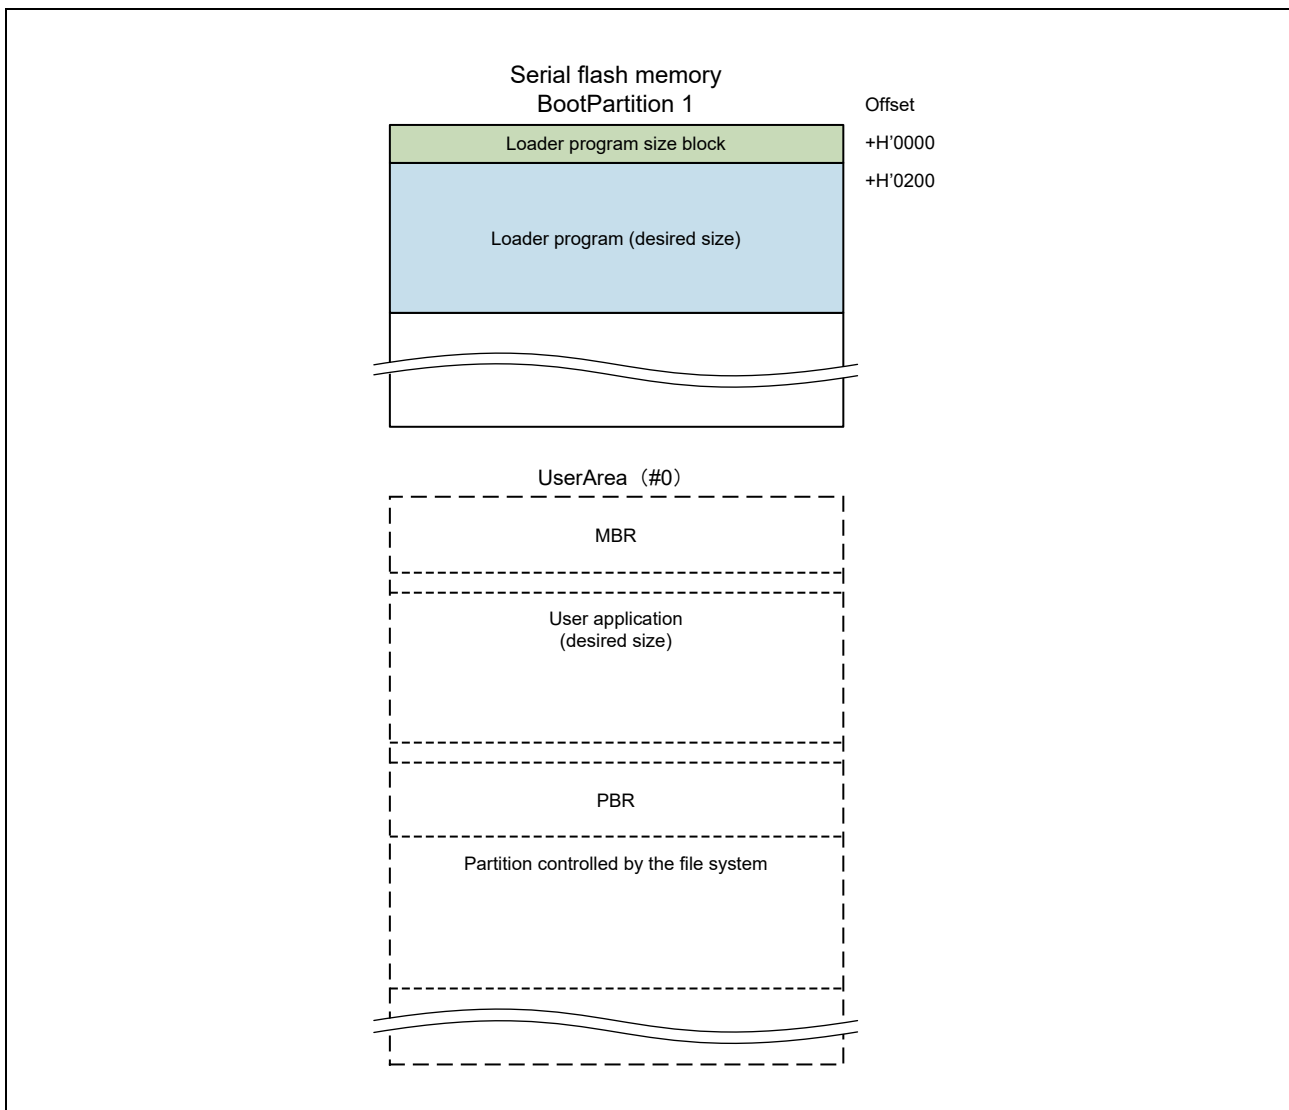 Serial flash memory
BootPartition 1
Offset
Loader program size block
+H’0000
+H’0200
Loader program (desired size)
UserArea（#0）
MBR
User application
(desired size)
PBR
Partition controlled by the file system